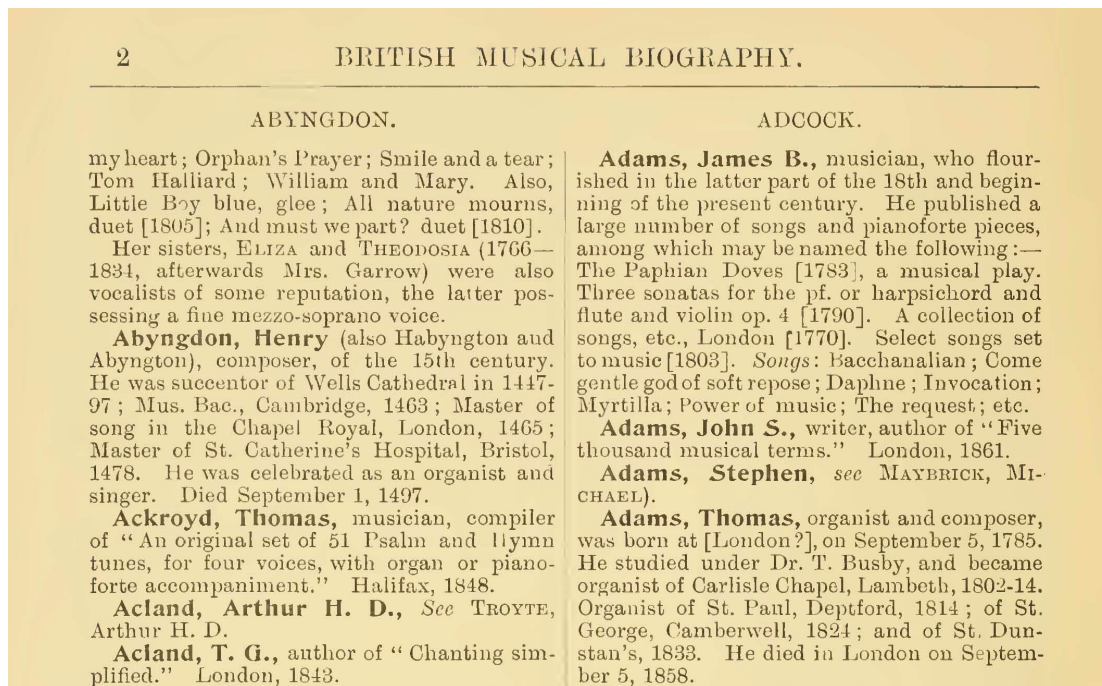 2 BRITISH MUSICAL BIOGRAPHY.
ABYNGDON.
my heart; Orphan's Prayer; Smile and a tear;
Tom Halliard; William and Mary. Also,
Little Boy blue, glee; All nature mourns,
duet [1805]; And must we part? duet [1810].
Her sisters, ELIZA and THEODOSIA (1766—
1834, afterwards Mrs. Garrow) were also
vocalists of some reputation, the latter pos-
sessing a fine mezzo-soprano voice.
Abyngdon, Henry (also Habyngton and
Abyngton), composer, of the 15th century.
He was succentor of Wells Cathedral in 1447-
97; Mus. Bac., Cambridge, 1463; Master of
song in the Chapel Royal, London, 1465;
Master of St. Catherine's Hospital, Bristol,
1478. He was celebrated as an organist and
singer. Died September 1, 1497.
Ackroyd, Thomas, musician, compiler
of "An original set of 51 Psalm and Hymn
tunes, for four voices, with organ or piano-
forte accompaniment." Halifax, 1848.
Acland, Arthur H. D., See TROYTE,
Arthur H. D.
Acland, T. G., author of "Chanting sim-
plified." London, 1843.
ADCOCK.
Adams, James B., musician, who flour-
ished in the latter part of the 18th and begin-
ning of the present century. He published a
large number of songs and pianoforte pieces,
among which may be named the following:—
The Paphian Doves [1783], a musical play.
Three sonatas for the pf. or harpsichord and
flute and violin op. 4 [1790]. A collection of
songs, etc., London [1770]. Select songs set
to music [1803]. Songs: Bacchanalian; Come
gentle god of soft repose; Daphne; Invocation;
Myrtilla; Power of music; The request; etc.
Adams, John S., writer, author of "Five
thousand musical terms." London, 1861.
Adams, Stephen, see MAYBRICK, MI-
CHAEL).
Adams, Thomas, organist and composer,
was born at [London?], on September 5, 1785.
He studied under Dr. T. Busby, and became
organist of Carlisle Chapel, Lambeth, 1802-14.
Organist of St. Paul, Deptford, 1814; of St.
George, Camberwell, 1824; and of St. Dun-
stan's, 1833. He died in London on Septem-
ber 5, 1858.